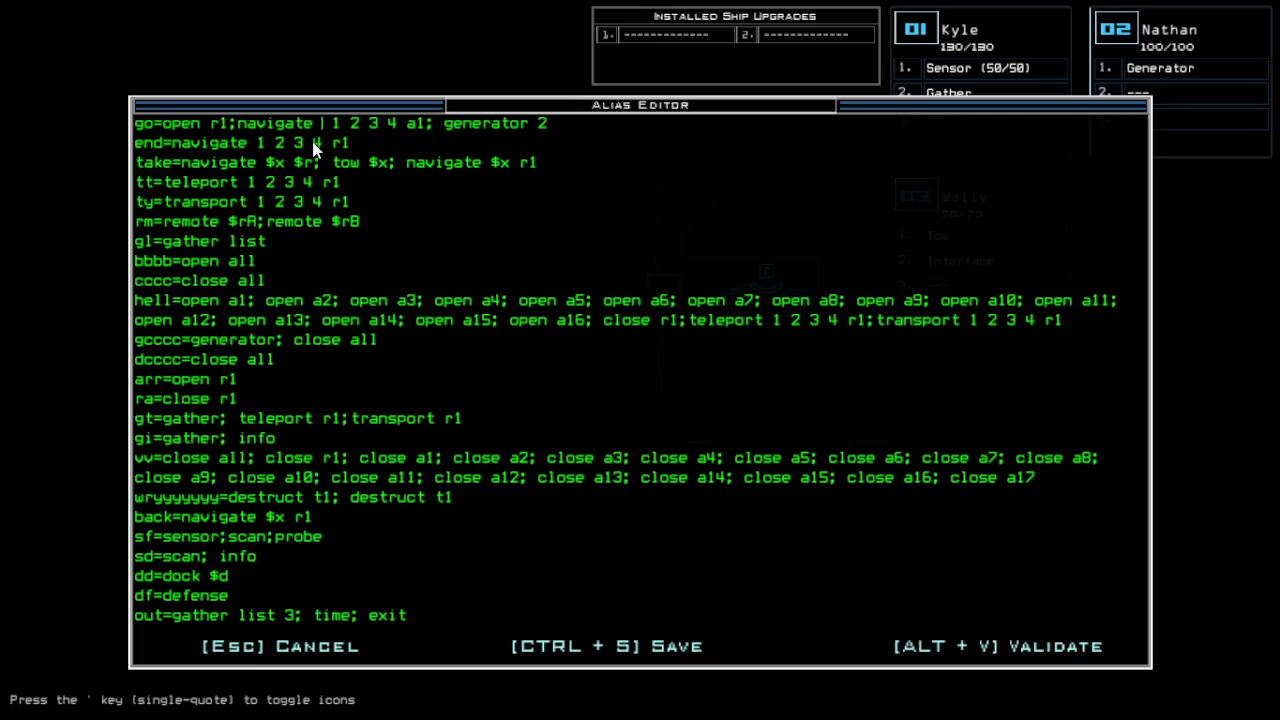 Installed Ship Upgrades
1. ------------- 2. -------------
01 Kyle
130/130
1. Sensor (50/50)
2. Gather
02 Nathan
100/100
1. Generator
2. ---
Alias Editor
go=open r1;navigate | 1 2 3 4 a1; generator 2
end=navigate 1 2 3 4 r1
take=navigate $x $r; tow $x; navigate $x r1
tt=teleport 1 2 3 4 r1
ty=transport 1 2 3 4 r1
rm=remote $rA;remote $rB
gl=gather list
bbbb=open all
cccc=close all
hell=open a1; open a2; open a3; open a4; open a5; open a6; open a7; open a8; open a9; open a10; open a11;
open a12; open a13; open a14; open a15; open a16; close r1;teleport 1 2 3 4 r1;transport 1 2 3 4 r1
gcccc=generator; close all
dcccc=close all
arr=open r1
ra=close r1
gt=gather; teleport r1;transport r1
gi=gather; info
vv=close all; close r1; close a1; close a2; close a3; close a4; close a5; close a6; close a7; close a8;
close a9; close a10; close a11; close a12; close a13; close a14; close a15; close a16; close a17
wryyyyyyy=destruct t1; destruct t1
back=navigate $x r1
sf=sensor;scan;probe
sd=scan; info
dd=dock $d
df=defense
out=gather list 3; time; exit
03 Wally
70/70
1. Tow
2. Interface
3. ---
[Esc] Cancel [CTRL + S] Save [ALT + V] Validate
Press the ' key (single-quote) to toggle icons